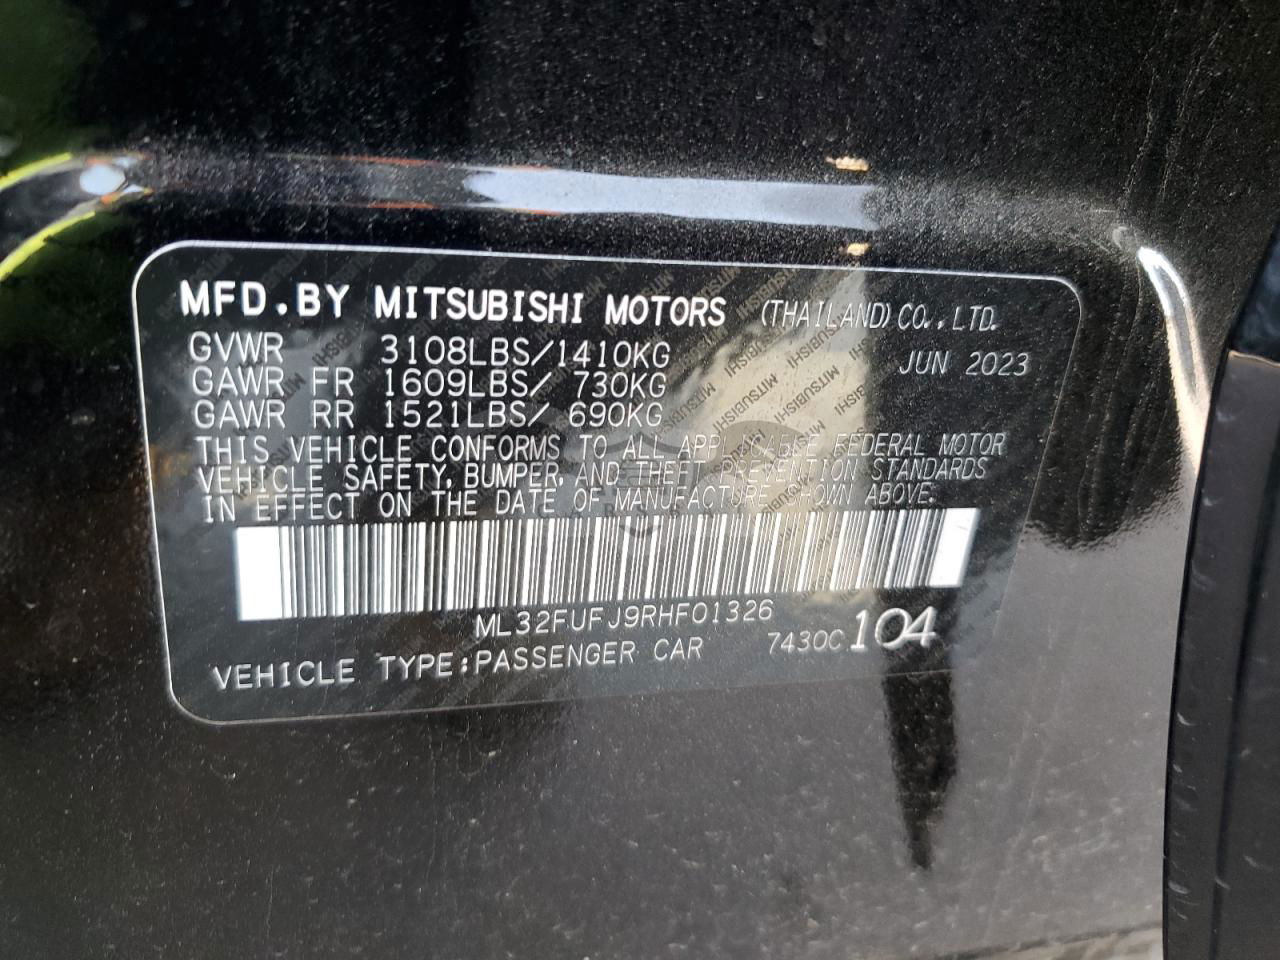 MFD.BY MITSUBISHI MOTORS (THAILAND) CO.,LTD.
GVWR 3108LBS/1410KG JUN 2023
GAWR FR 1609LBS/ 730KG
GAWR RR 1521LBS/ 690KG
THIS VEHICLE CONFORMS TO ALL APPLICABLE FEDERAL MOTOR
VEHICLE SAFETY, BUMPER, AND THEFT PREVENTION STANDARDS
IN EFFECT ON THE DATE OF MANUFACTURE SHOWN ABOVE.
ML32FUFJ9RHF01326
VEHICLE TYPE:PASSENGER CAR 7430C 104